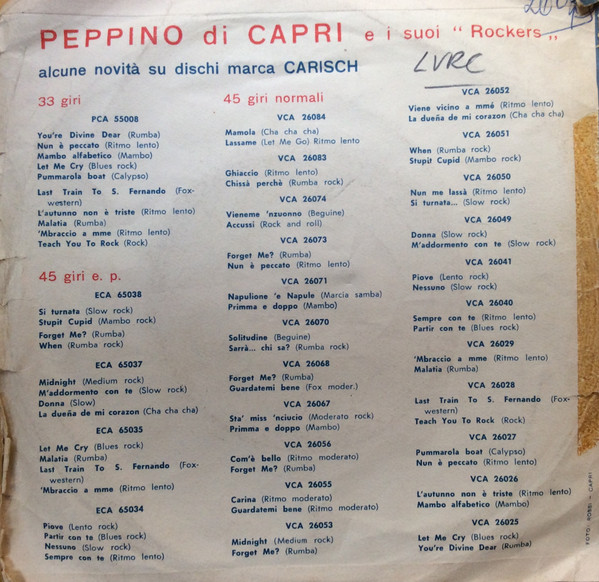 PEPPINO di CAPRI e i suoi "Rockers„
alcune novità su dischi marca CARISCH
LVRC
33 giri
PCA 55008
You're Divine Dear (Rumba)
Nun è peccato (Ritmo lento)
Mambo alfabetico (Mambo)
Let Me Cry (Blues rock)
Pummarola boat (Calypso)
Last Train To S. Fernando (Fox-
western)
L'autunno non è triste (Ritmo lento)
Malatia (Rumba)
'Mbraccio a mme (Ritmo lento)
Teach You To Rock (Rock)
45 giri e. p.
ECA 65038
Si turnata (Slow rock)
Stupit Cupid (Mambo rock)
Forget Me? (Rumba)
When (Rumba rock)
ECA 65037
Midnight (Medium rock)
M'addormento con te (Slow rock)
Donna (Slow)
La dueña de mi corazon (Cha cha cha)
ECA 65035
Let Me Cry (Blues rock)
Malatia (Rumba)
Last Train To S. Fernando (Fox-
western)
'Mbraccio a mme (Ritmo lento)
ECA 65034
Piove (Lento rock)
Partir con te (Blues rock)
Nessuno (Slow rock)
Sempre con te (Ritmo lento)
45 giri normali
VCA 26084
Mamola (Cha cha cha)
Lassame (Let Me Go) Ritmo lento)
VCA 26083
Ghiaccio (Ritmo lento)
Chissà perchè (Rumba rock)
VCA 26074
Vieneme 'nzuonno (Beguine)
Accussì (Rock and roll)
VCA 26073
Forget Me? (Rumba)
Nun è peccato (Ritmo lento)
VCA 26071
Napulione 'e Napule (Marcia samba)
Primma e doppo (Mambo)
VCA 26070
Solitudine (Beguine)
Sarrà... chi sa? (Rumba rock)
VCA 26068
Forget Me? (Rumba)
Guardatemi bene (Fox moder.)
VCA 26067
Sta' miss 'nciucio (Moderato rock)
Primma e doppo (Mambo)
VCA 26056
Com'è bello (Ritmo moderato)
Forget Me? (Rumba)
VCA 26055
Carina (Ritmo moderato)
Guardatemi bene (Ritmo moderato)
VCA 26053
Midnight (Ritmo moderato)
Forget Me? (Rumba)
VCA 26052
Viene vicino a mmé (Ritmo lento)
La dueña de mi corazon (Cha cha cha)
VCA 26051
When (Rumba rock)
Stupit Cupid (Mambo rock)
VCA 26050
Nun me lassà (Ritmo lento)
Si turnata... (Slow rock)
VCA 26049
Donna (Slow rock)
M'addormento con te (Slow rock)
VCA 26041
Piove (Lento rock)
Nessuno (Slow rock)
VCA 26040
Sempre con te (Ritmo lento)
Partir con te (Blues rock)
VCA 26029
'Mbraccio a mme (Ritmo lento)
Malatia (Rumba)
VCA 26028
Last Train To S. Fernando (Fox-
western)
Teach You To Rock (Rock)
VCA 26027
Pummarola boat (Calypso)
Nun è peccato (Ritmo lento)
VCA 26026
L'autunno non è triste (Ritmo lento)
Mambo alfabetico (Mambo)
VCA 26025
Let Me Cry (Blues rock)
You're Divine Dear (Rumba)